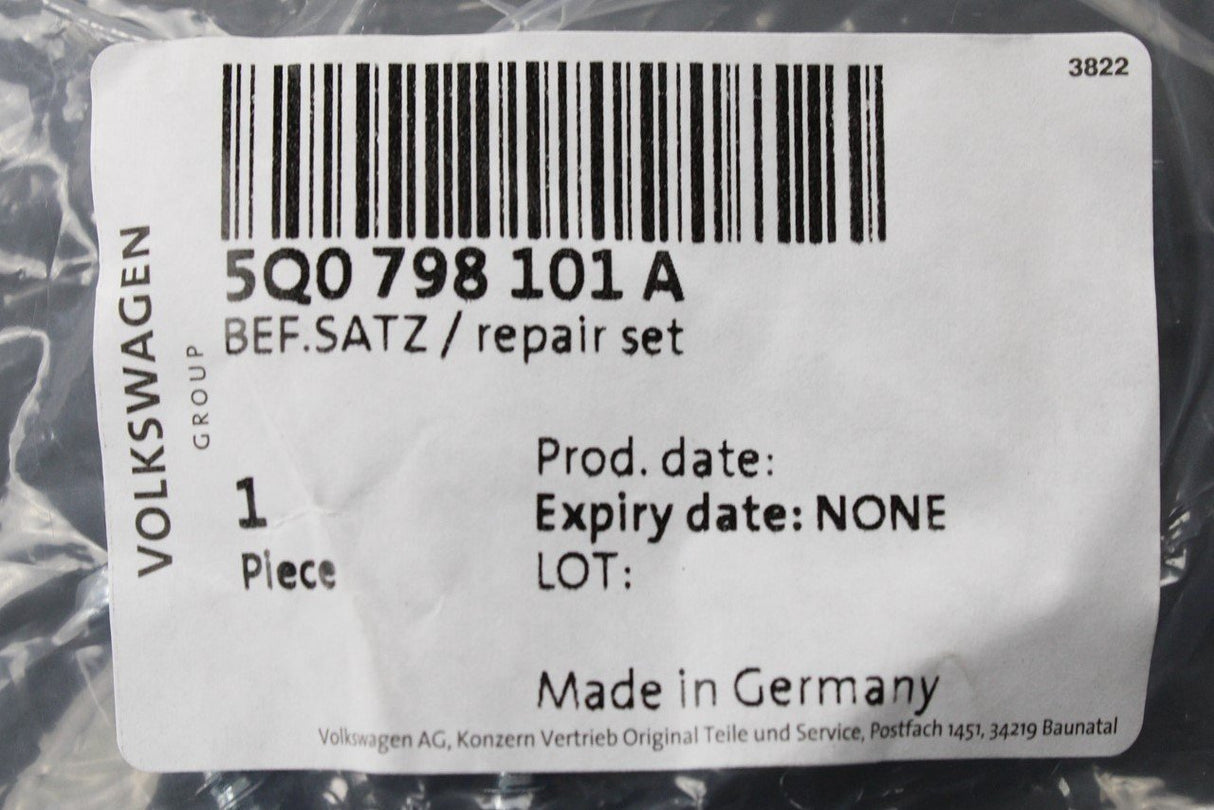 3822
5Q0 798 101 A
BEF.SATZ / repair set
VOLKSWAGEN
GROUP
1
Piece
Prod. date:
Expiry date: NONE
LOT:
Made in Germany
Volkswagen AG, Konzern Vertrieb Original Teile und Service, Postfach 1451, 34219 Baunatal